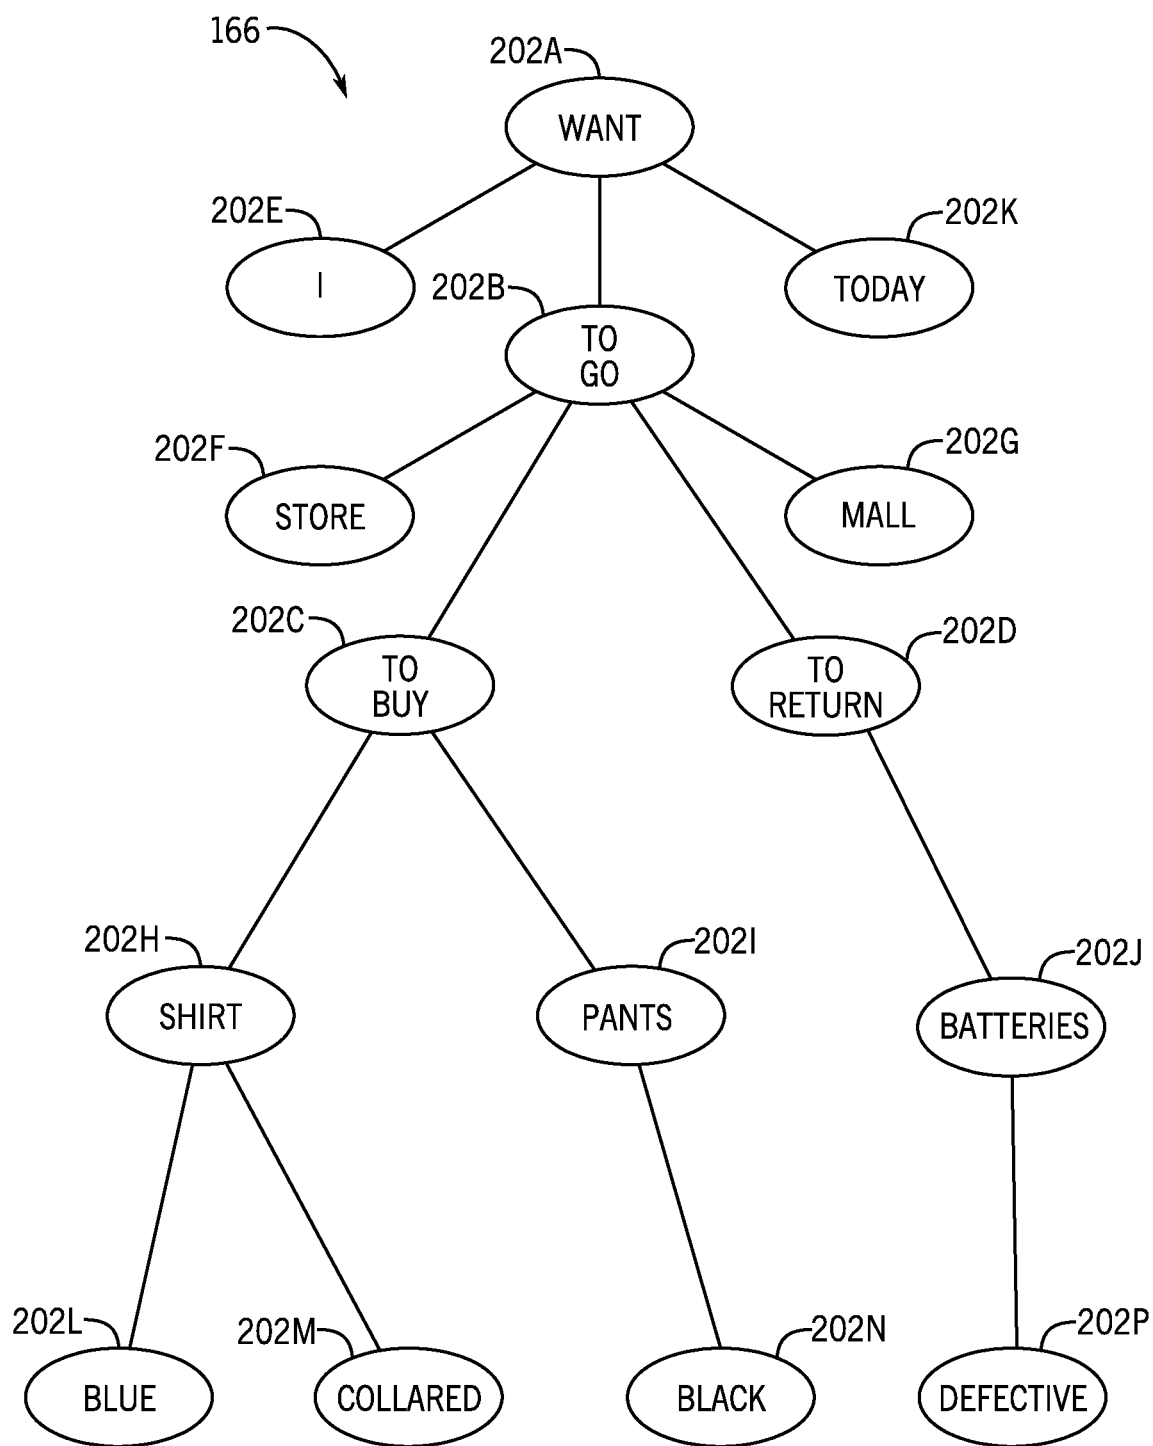 166
202A
WANT
202E
202K
I
202B
TODAY
TO
GO
202F
202G
STORE
MALL
202C
202D
TO
BUY
TO
RETURN
202H
202I
202J
SHIRT
PANTS
BATTERIES
202L
202M
202N
202P
BLUE
COLLARED
BLACK
DEFECTIVE